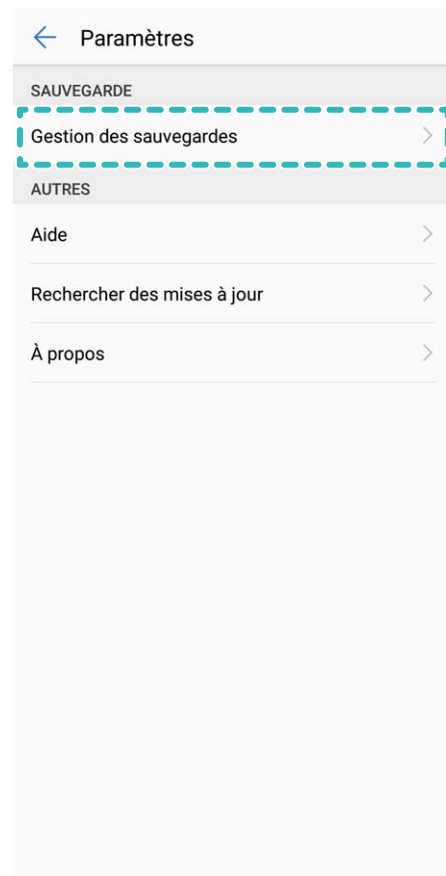 Paramètres
SAUVEGARDE
Gestion des sauvegardes
AUTRES
Aide
Rechercher des mises à jour
À propos